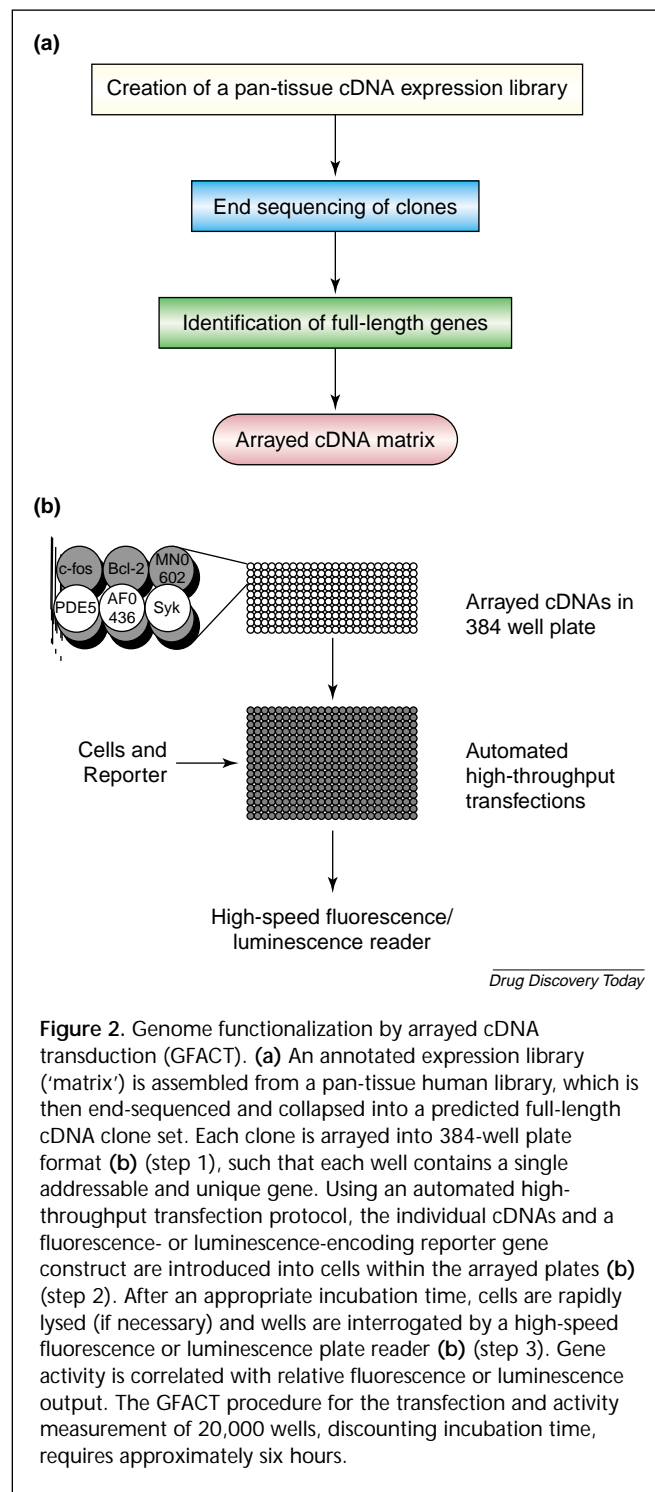 (a)
Creation of a pan-tissue cDNA expression library
End sequencing of clones
Identification of full-length genes
Arrayed cDNA matrix
(b)
c-fos
Bcl-2
MN0
602
PDE5
AF0
436
Syk
Arrayed cDNAs in
384 well plate
Cells and
Reporter
Automated
high-throughput
transfections
High-speed fluorescence/
luminescence reader
Drug Discovery Today
Figure 2. Genome functionalization by arrayed cDNA
transduction (GFACT). (a) An annotated expression library
(‘matrix’) is assembled from a pan-tissue human library, which is
then end-sequenced and collapsed into a predicted full-length
cDNA clone set. Each clone is arrayed into 384-well plate
format (b) (step 1), such that each well contains a single
addressable and unique gene. Using an automated high-
throughput transfection protocol, the individual cDNAs and a
fluorescence- or luminescence-encoding reporter gene
construct are introduced into cells within the arrayed plates (b)
(step 2). After an appropriate incubation time, cells are rapidly
lysed (if necessary) and wells are interrogated by a high-speed
fluorescence or luminescence plate reader (b) (step 3). Gene
activity is correlated with relative fluorescence or luminescence
output. The GFACT procedure for the transfection and activity
measurement of 20,000 wells, discounting incubation time,
requires approximately six hours.